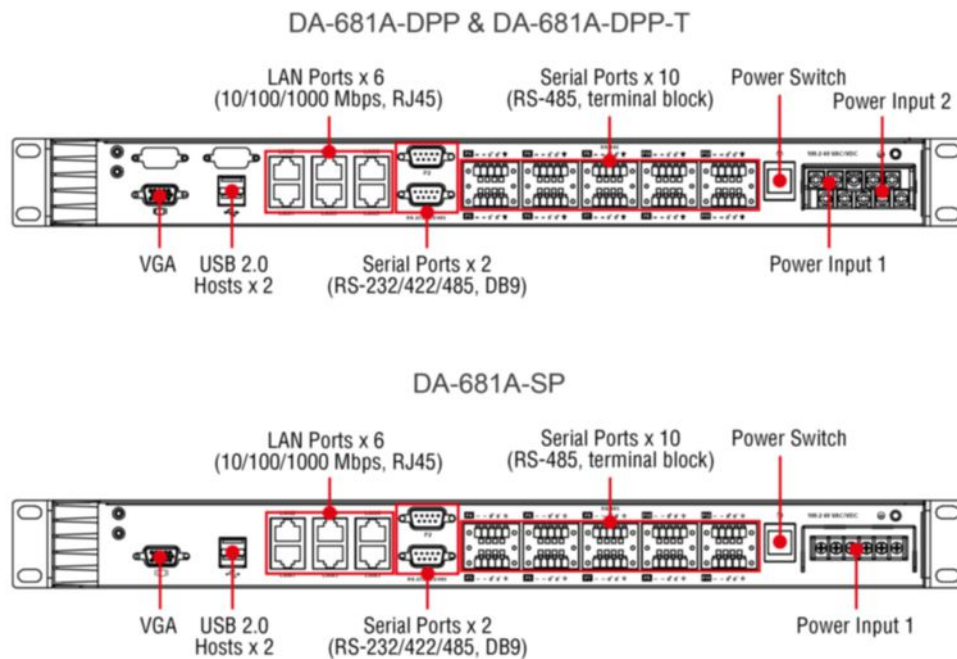 DA-681A-DPP & DA-681A-DPP-T
LAN Ports x 6
(10/100/1000 Mbps, RJ45)
Serial Ports x 10
(RS-485, terminal block)
Power Switch
Power Input 2
P2
VGA
USB 2.0
Hosts x 2
Serial Ports x 2
(RS-232/422/485, DB9)
Power Input 1
DA-681A-SP
LAN Ports x 6
(10/100/1000 Mbps, RJ45)
Serial Ports x 10
(RS-485, terminal block)
Power Switch
P2
VGA
USB 2.0
Hosts x 2
Serial Ports x 2
(RS-232/422/485, DB9)
Power Input 1